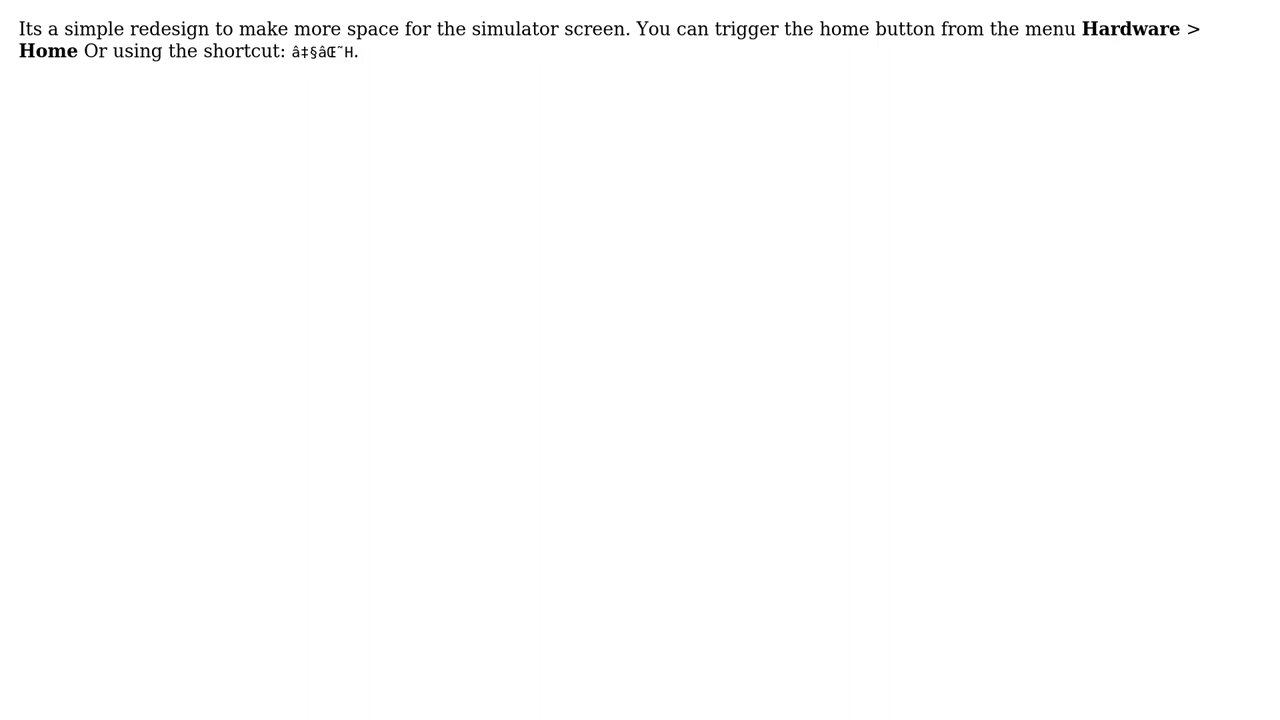 Its a simple redesign to make more space for the simulator screen. You can trigger the home button from the menu Hardware >
Home Or using the shortcut: â‡§âŒ˜H.